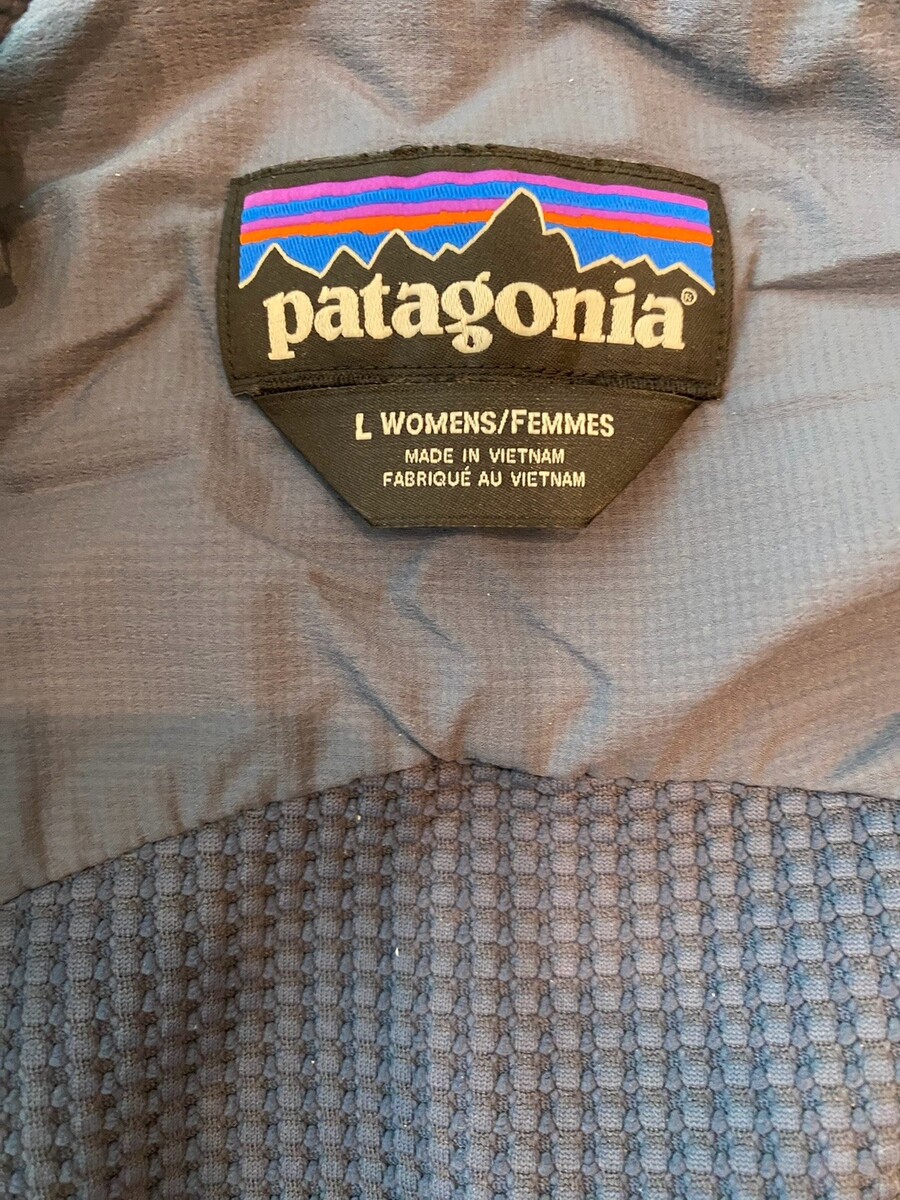 patagonia®
L WOMENS/FEMMES
MADE IN VIETNAM
FABRIQUÉ AU VIETNAM